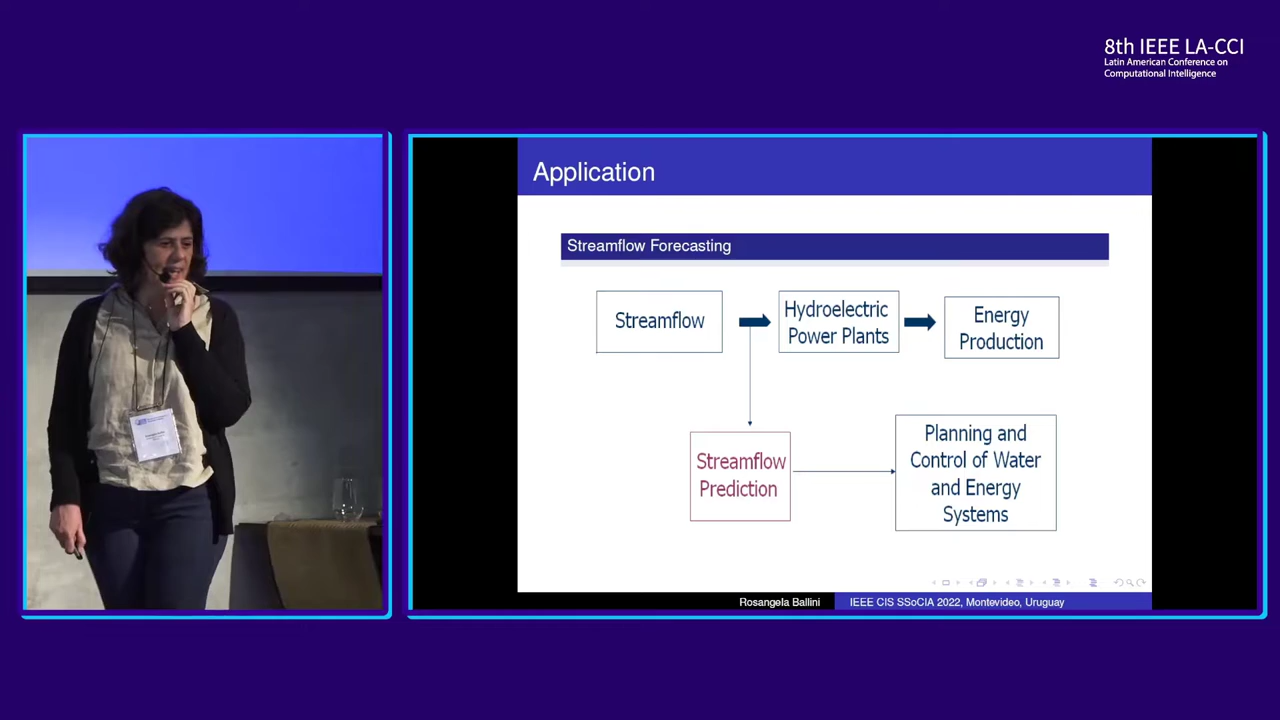 8th IEEE LA-CCI
Latin American Conference on
Computational Intelligence
Application
Streamflow Forecasting
Streamflow
Hydroelectric
Power Plants
Energy
Production
Streamflow
Prediction
Planning and
Control of Water
and Energy
Systems
Rosangela Ballini
IEEE CIS SSoCIA 2022, Montevideo, Uruguay